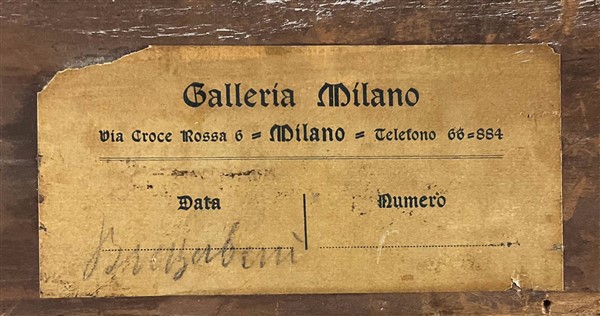 Galleria Milano
Via Croce Rossa 6 = Milano = Telefono 66=884
Data
Numero